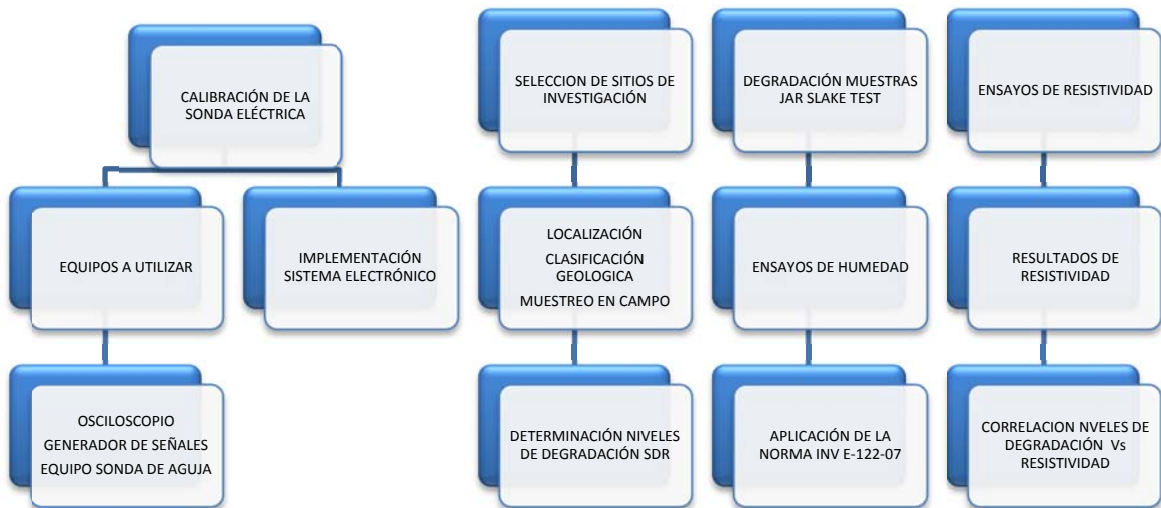 CALIBRACIÓN DE LA
SONDA ELÉCTRICA
EQUIPOS A UTILIZAR
IMPLEMENTACIÓN
SISTEMA ELECTRÓNICO
OSCILOSCOPIO
GENERADOR DE SEÑALES
EQUIPO SONDA DE AGUJA
SELECCION DE SITIOS DE
INVESTIGACIÓN
LOCALIZACIÓN
CLASIFICACIÓN
GEOLOGICA
MUESTREO EN CAMPO
DETERMINACIÓN NIVELES
DE DEGRADACIÓN SDR
DEGRADACIÓN MUESTRAS
JAR SLAKE TEST
ENSAYOS DE HUMEDAD
APLICACIÓN DE LA
NORMA INV E-122-07
ENSAYOS DE RESISTIVIDAD
RESULTADOS DE
RESISTIVIDAD
CORRELACION NVELES DE
DEGRADACIÓN Vs
RESISTIVIDAD